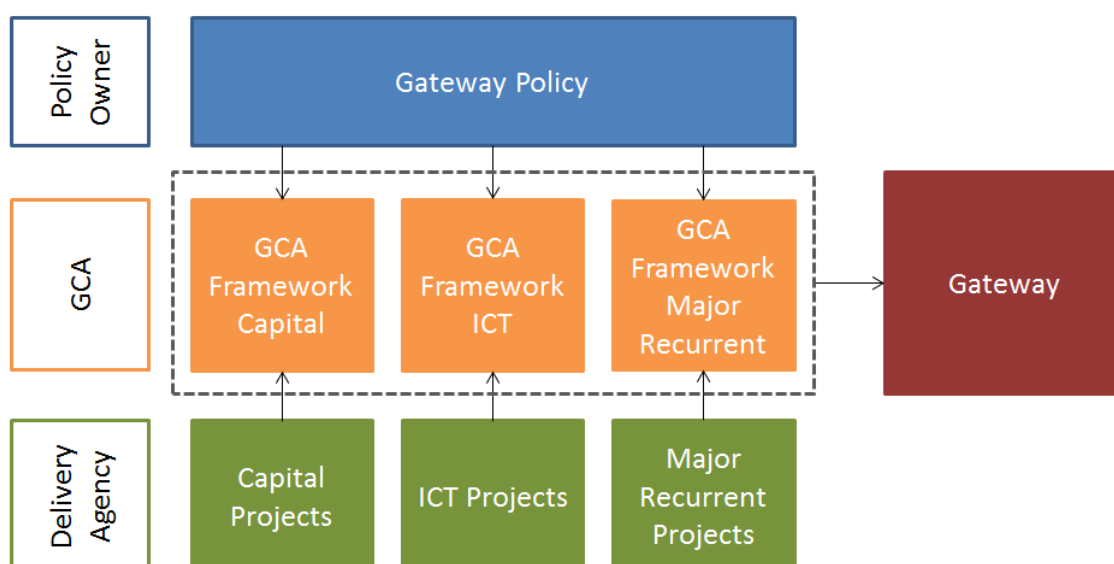 Policy
Owner
Gateway Policy
GCA
GCA
Framework
Capital
GCA
Framework
ICT
GCA
Framework
Major
Recurrent
Gateway
Delivery
Agency
Capital
Projects
ICT Projects
Major
Recurrent
Projects